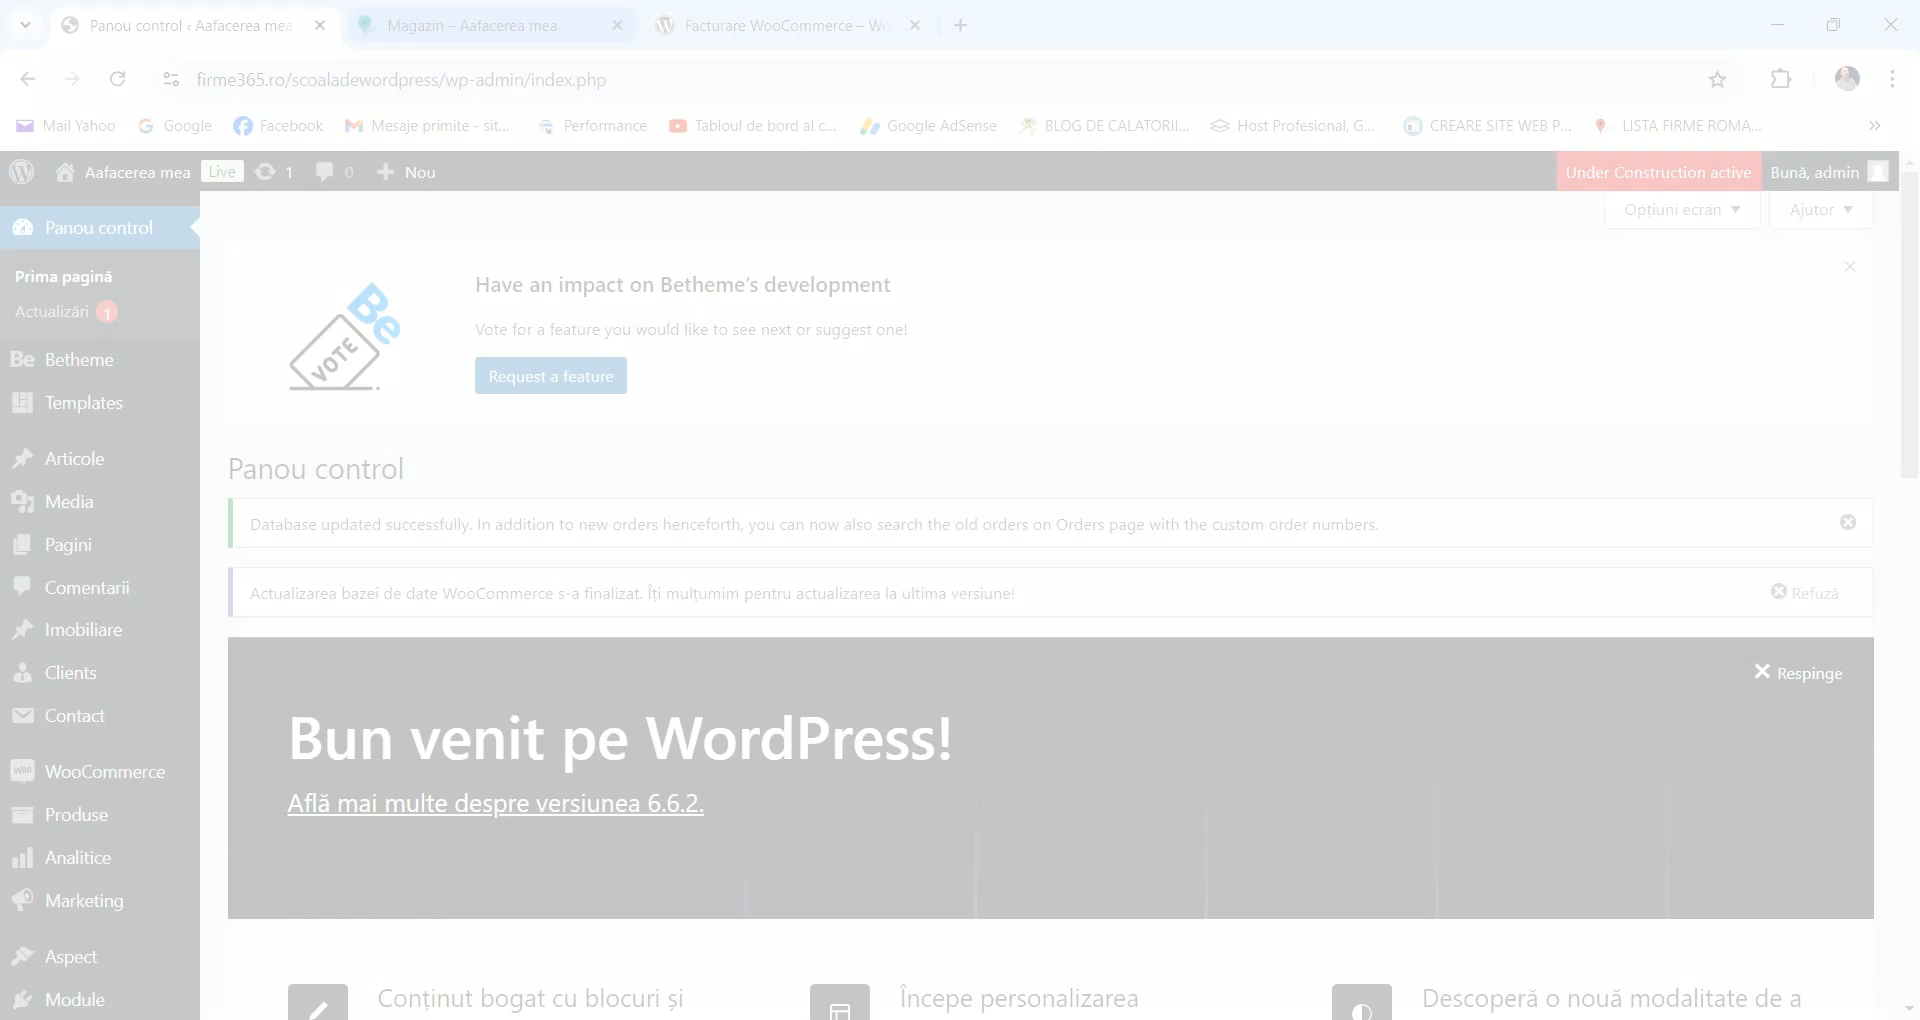 Panou control ‹ Aafacerea mea
Magazin – Aafacerea mea
Facturare WooCommerce – Wo
firme365.ro/scoaladewordpress/wp-admin/index.php
Mail Yahoo
Google
Facebook
Mesaje primite - sit...
Performance
Tabloul de bord al c...
Google AdSense
BLOG DE CALATORII...
Host Profesional, G...
CREARE SITE WEB P...
LISTA FIRME ROMA...
Aafacerea mea
Live
1
0
Nou
Under Construction active
Bună, admin
Opțiuni ecran
Ajutor
Panou control
Prima pagină
Actualizări 1
Be Betheme
Templates
Articole
Media
Pagini
Comentarii
Imobiliare
Clients
Contact
WooCommerce
Produse
Analitice
Marketing
Aspect
Module
Be
VOTE
Have an impact on Betheme's development
Vote for a feature you would like to see next or suggest one!
Request a feature
Panou control
Database updated successfully. In addition to new orders henceforth, you can now also search the old orders on Orders page with the custom order numbers.
Actualizarea bazei de date WooCommerce s-a finalizat. Îți mulțumim pentru actualizarea la ultima versiune!
Refuză
Respinge
Bun venit pe WordPress!
Află mai multe despre versiunea 6.6.2.
Conținut bogat cu blocuri și
Începe personalizarea
Descoperă o nouă modalitate de a